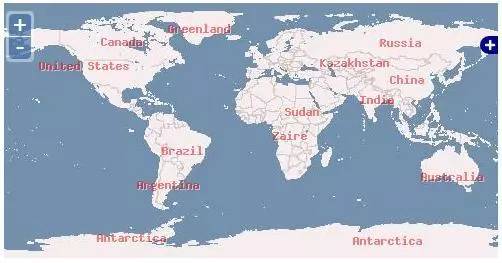 Greenland
Canada
Russia
United States
Kazakhstan
China
India
Sudan
Zaire
Brazil
Australia
Argentina
Antarctica
Antarctica